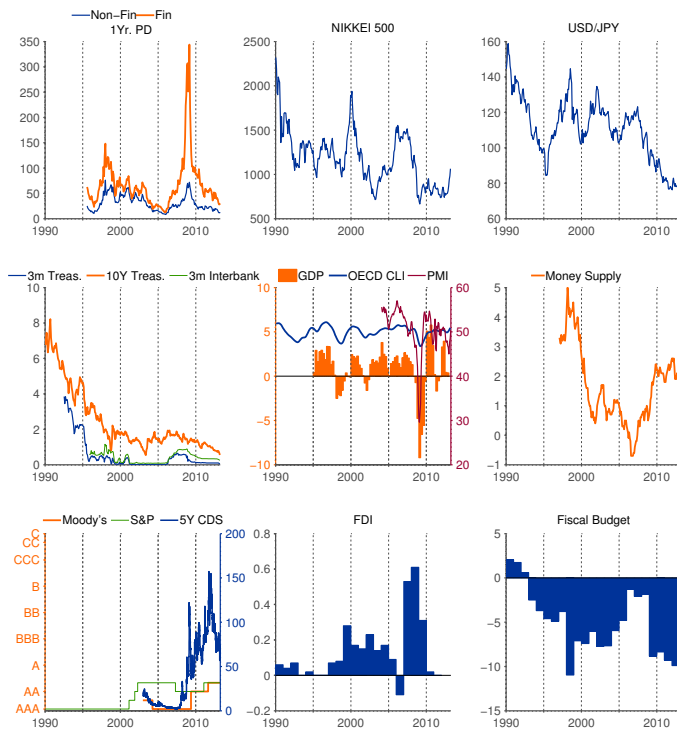 Non−Fin Fin
1Yr. PD
NIKKEI 500
USD/JPY
350
300
250
200
150
100
50
0
1990 2000 2010
2500
2100
1700
1300
900
500
1990 2000 2010
160
140
120
100
80
60
1990 2000 2010
3m Treas. 10Y Treas. 3m Interbank
GDP OECD CLI PMI
Money Supply
10
8
6
4
2
0
1990 2000 2010
10
5
0
−5
−10
60
50
40
30
20
1990 2000 2010
5
4
3
2
1
0
−1
1990 2000 2010
Moody's S&P 5Y CDS
FDI
Fiscal Budget
C
CC
CCC
B
BB
BBB
A
AA
AAA
200
150
100
50
0
1990 2000 2010
0.8
0.6
0.4
0.2
0
−0.2
1990 2000 2010
5
0
−5
−10
−15
1990 2000 2010